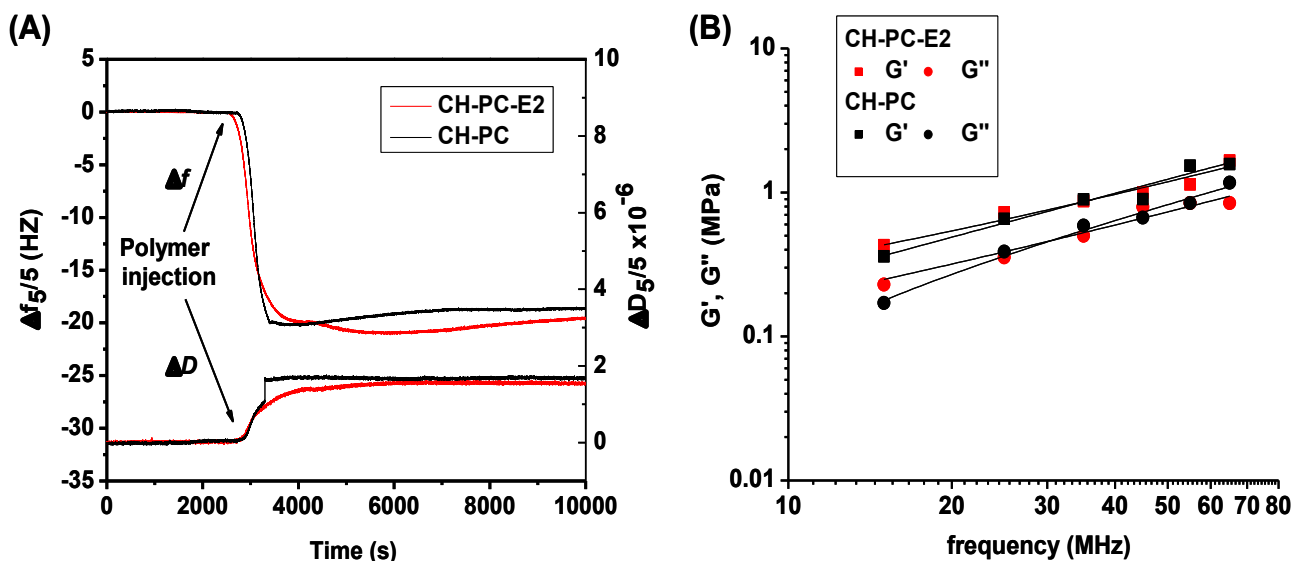 (A)
5
0
-5
-10
-15
-20
-25
-30
-35
Δf5/5 (HZ)
10
8
6
4
2
0
ΔD5/5 x10^-6
CH-PC-E2
CH-PC
Δf
Polymer
injection
ΔD
0 2000 4000 6000 8000 10000
Time (s)
(B)
10
1
0.1
0.01
G', G" (MPa)
CH-PC-E2
G' G"
CH-PC
G' G"
10 20 30 40 50 60 70 80
frequency (MHz)